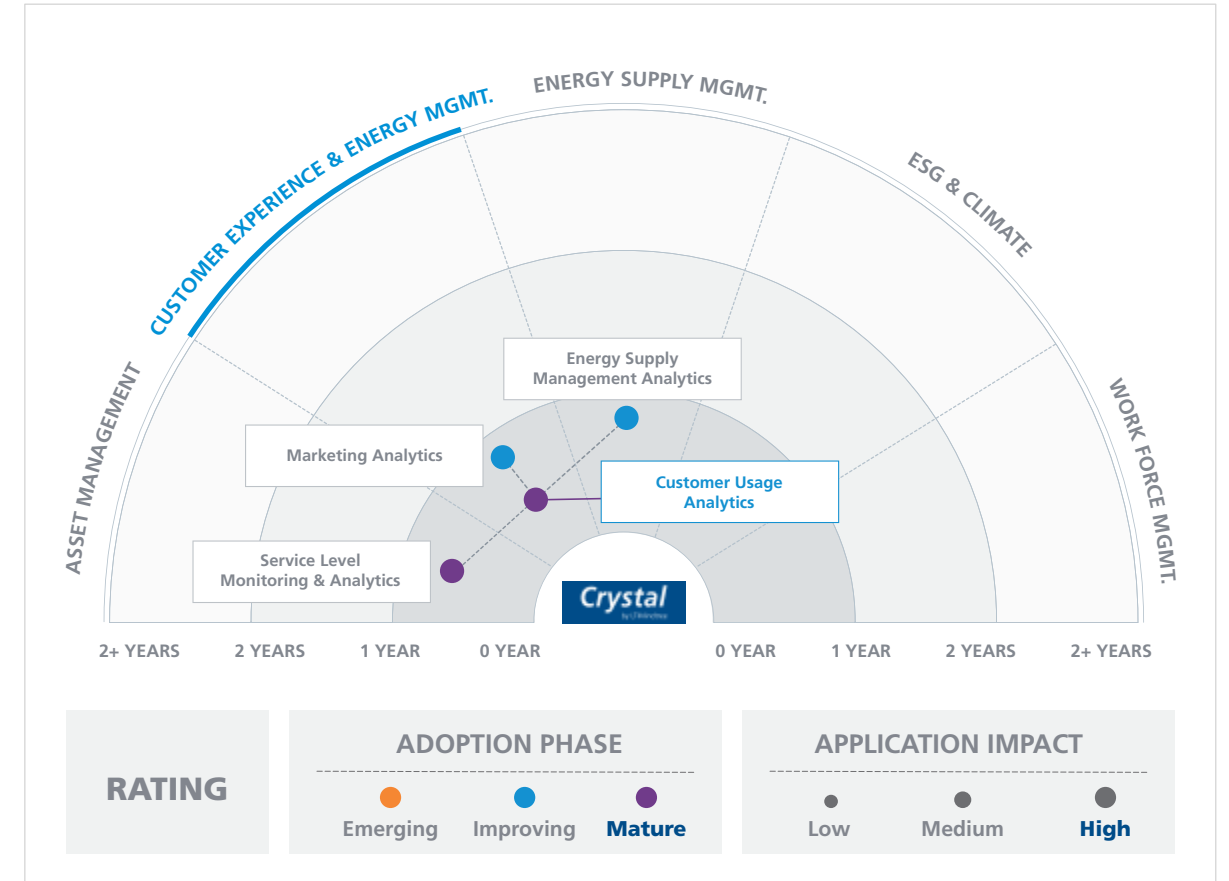 ENERGY SUPPLY MGMT.
CUSTOMER EXPERIENCE & ENERGY MGMT.
ESG & CLIMATE
ASSET MANAGEMENT
WORK FORCE MGMT.
Energy Supply
Management Analytics
Marketing Analytics
Customer Usage
Analytics
Service Level
Monitoring & Analytics
Crystal
2+ YEARS
2 YEARS
1 YEAR
0 YEAR
0 YEAR
1 YEAR
2 YEARS
2+ YEARS
RATING
ADOPTION PHASE
Emerging
Improving
Mature
APPLICATION IMPACT
Low
Medium
High